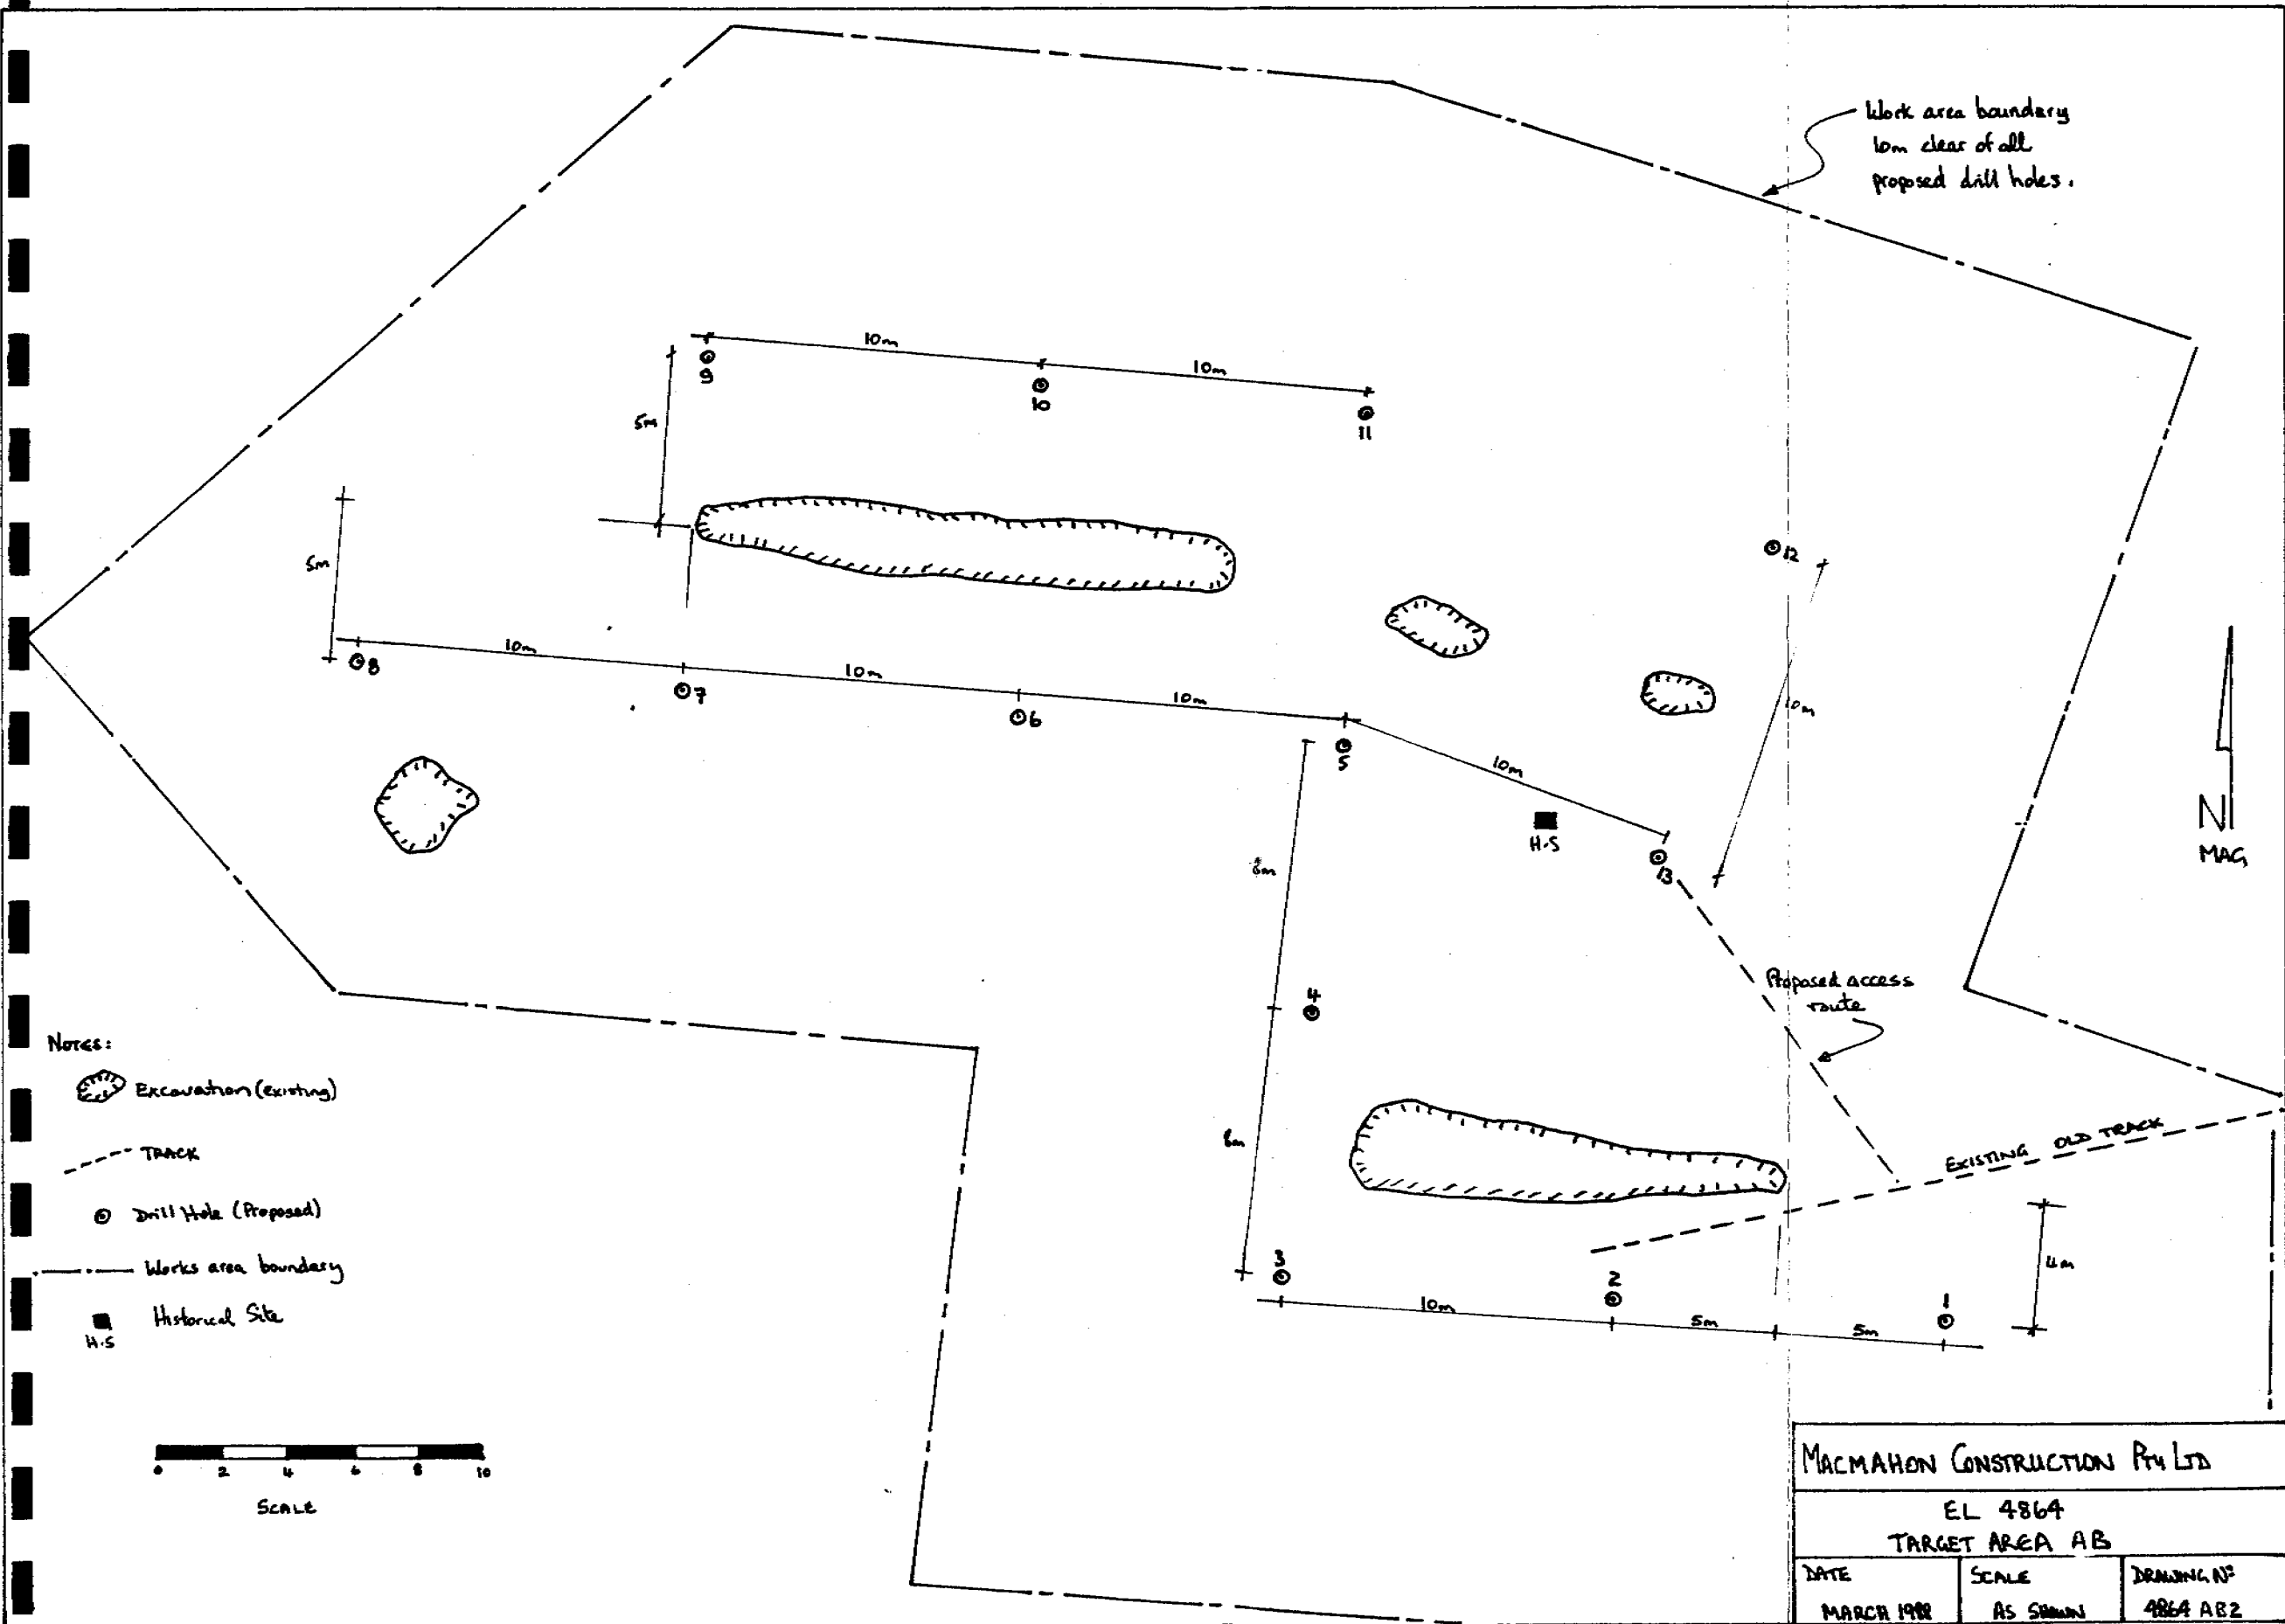 Work area boundary
10m clear of all
proposed drill holes.
10m
10m
9
10
11
5m
12
5m
10m
8
10m
7
10m
6
10m
5
10m
10m
H.S
13
N
MAG
8m
4
Proposed access
route
8m
EXISTING OLD TRACK
3
2
1
4m
10m
5m
5m
NOTES:
Excavation (existing)
TRACK
Drill Hole (Proposed)
Works area boundary
Historical Site
H.S
0 2 4 6 8 10
SCALE
MACMAHON CONSTRUCTION Pty LTD
EL 4864
TARGET AREA AB
DATE
MARCH 1988
SCALE
AS SHOWN
DRAWING Nº
4864 AB2